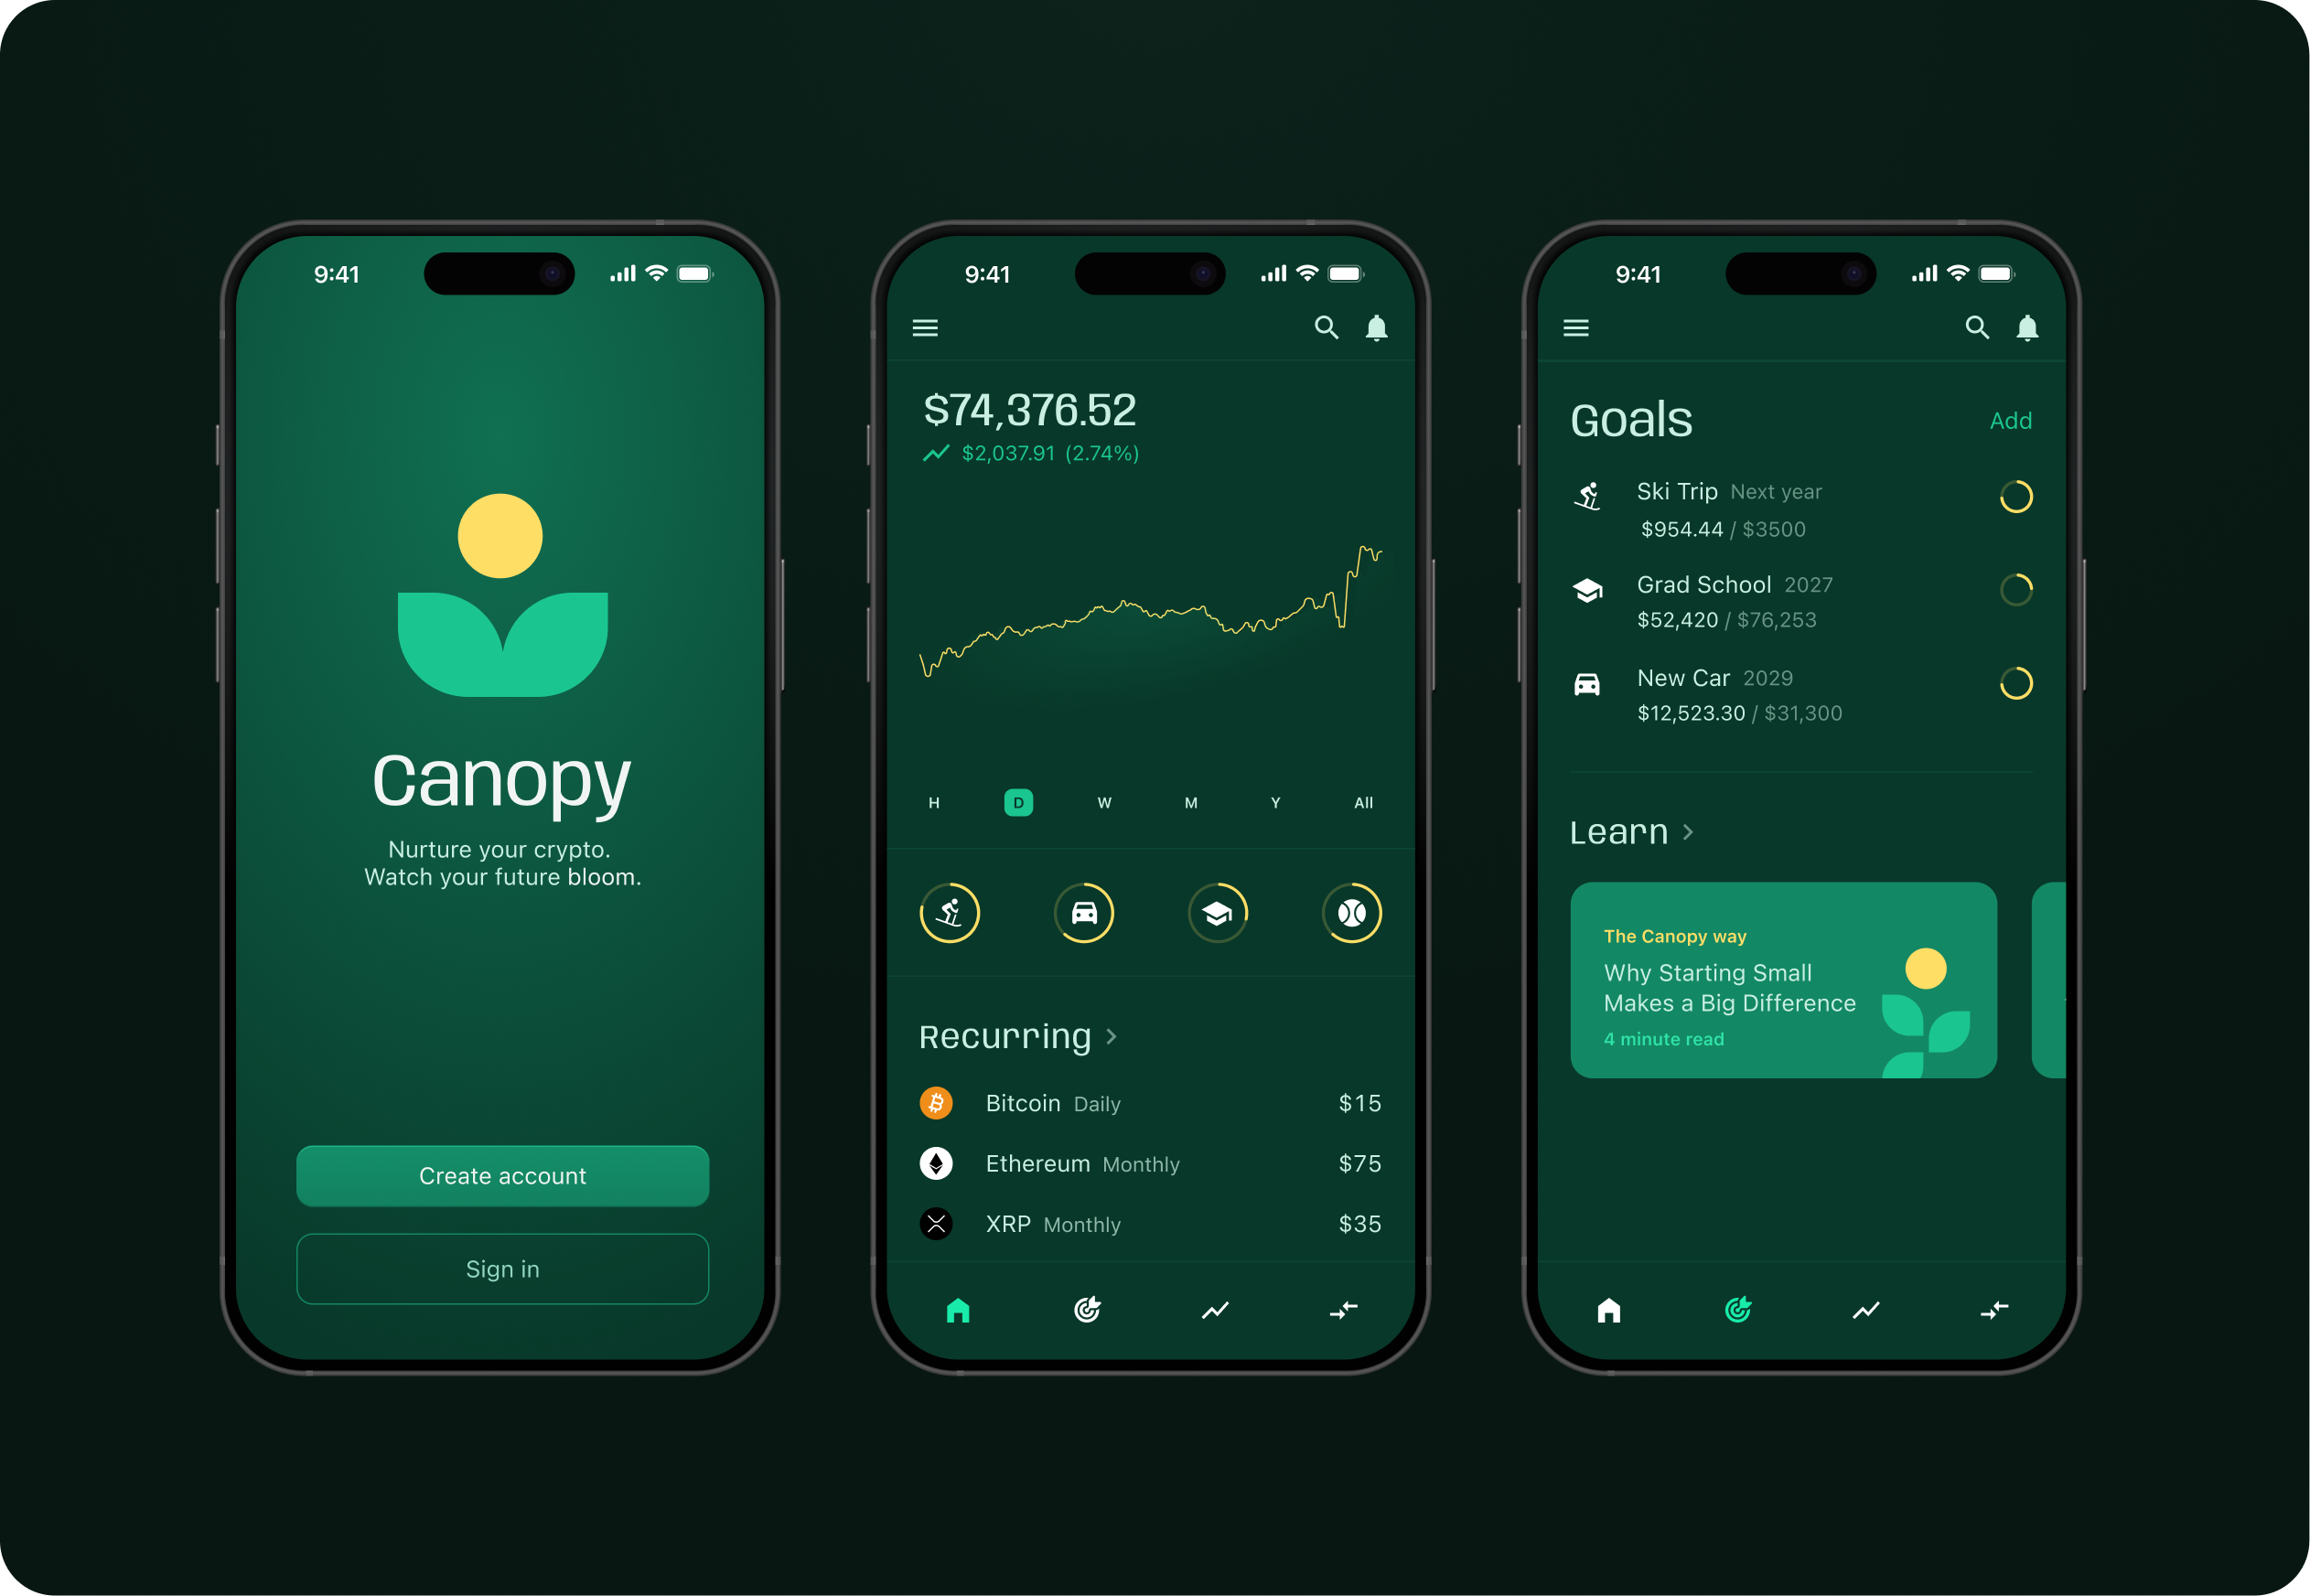 9:41
Canopy
Nurture your crypto.
Watch your future bloom.
Create account
Sign in
9:41
$74,376.52
$2,037.91 (2.74%)
H D W M Y All
Recurring
Bitcoin Daily $15
Ethereum Monthly $75
XRP Monthly $35
9:41
Goals Add
Ski Trip Next year
$954.44 / $3500
Grad School 2027
$52,420 / $76,253
New Car 2029
$12,523.30 / $31,300
Learn
The Canopy way
Why Starting Small
Makes a Big Difference
4 minute read